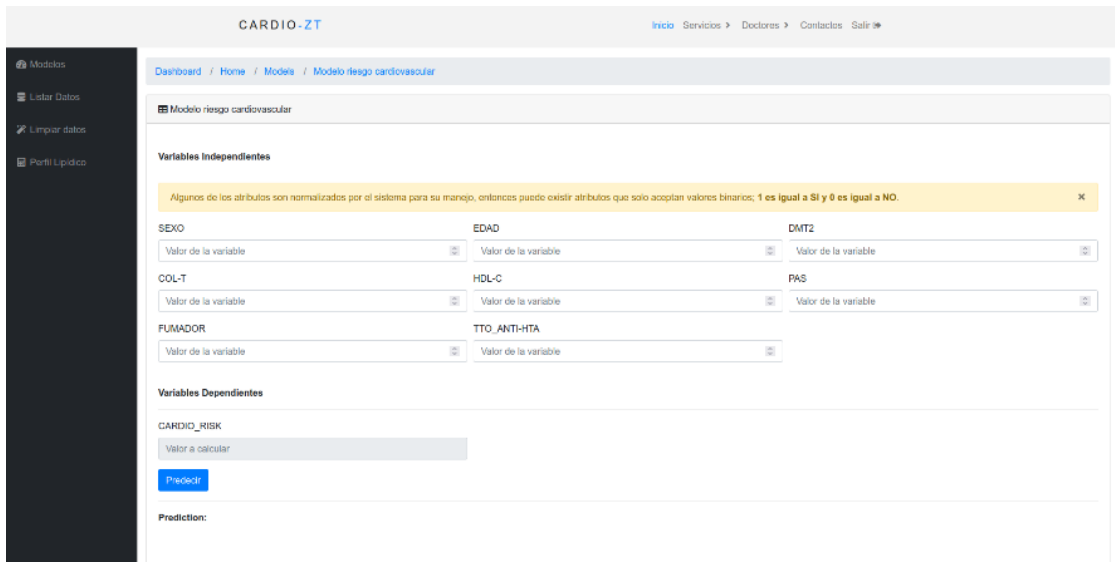 CARDIO-ZT
Inicio Servicios Doctores Contactos Salir
Modelos
Listar Datos
Limpiar datos
Perfil Lipídico
Dashboard / Home / Models / Modelo riesgo cardiovascular
Modelo riesgo cardiovascular
Variables Independientes
Algunos de los atributos son normalizados por el sistema para su manejo, entonces puede existir atributos que solo aceptan valores binarios; 1 es igual a SI y 0 es igual a NO. ×
SEXO EDAD DMT2
Valor de la variable Valor de la variable Valor de la variable
COL-T HDL-C PAS
Valor de la variable Valor de la variable Valor de la variable
FUMADOR TTO_ANTI-HTA
Valor de la variable Valor de la variable
Variables Dependientes
CARDIO_RISK
Valor a calcular
Predecir
Prediction: